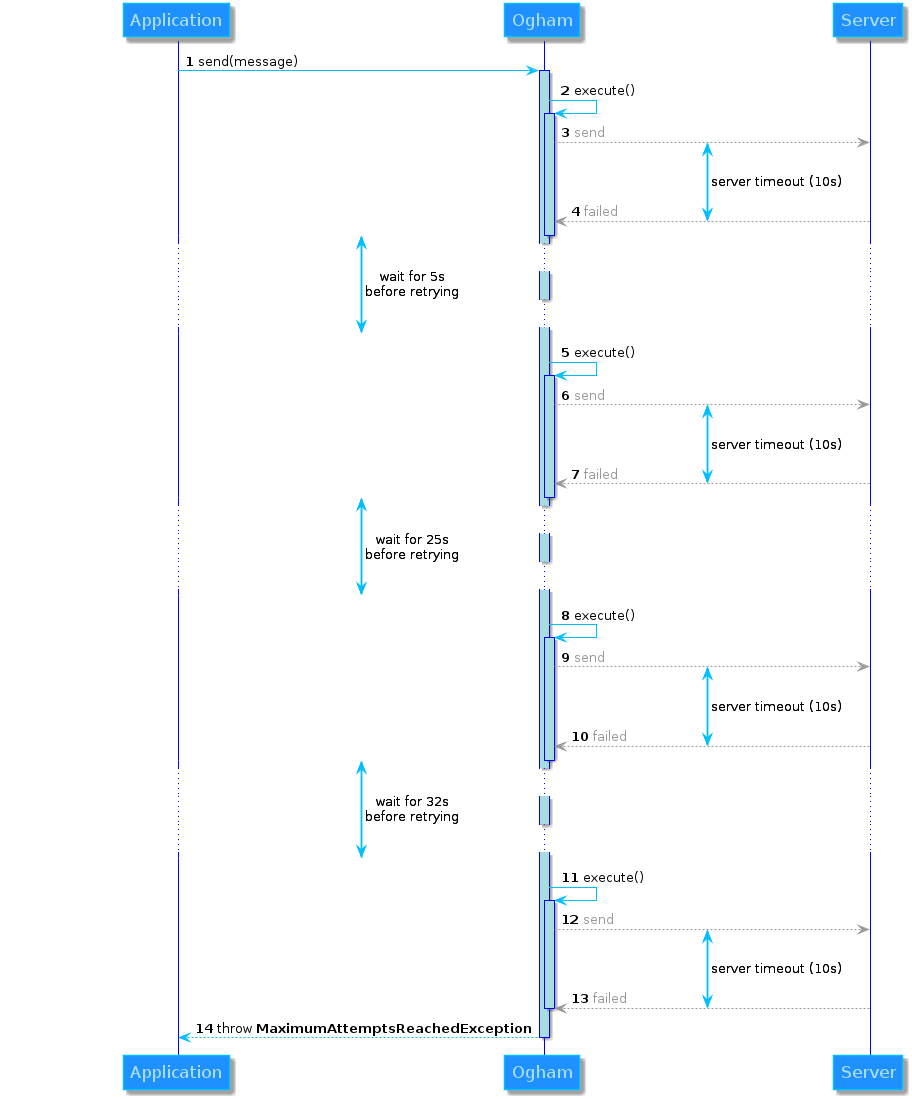 Application Ogham Server
1 send(message)
2 execute()
3 send
server timeout (10s)
4 failed
wait for 5s
before retrying
5 execute()
6 send
server timeout (10s)
7 failed
wait for 25s
before retrying
8 execute()
9 send
server timeout (10s)
10 failed
wait for 32s
before retrying
11 execute()
12 send
server timeout (10s)
13 failed
14 throw MaximumAttemptsReachedException
Application Ogham Server